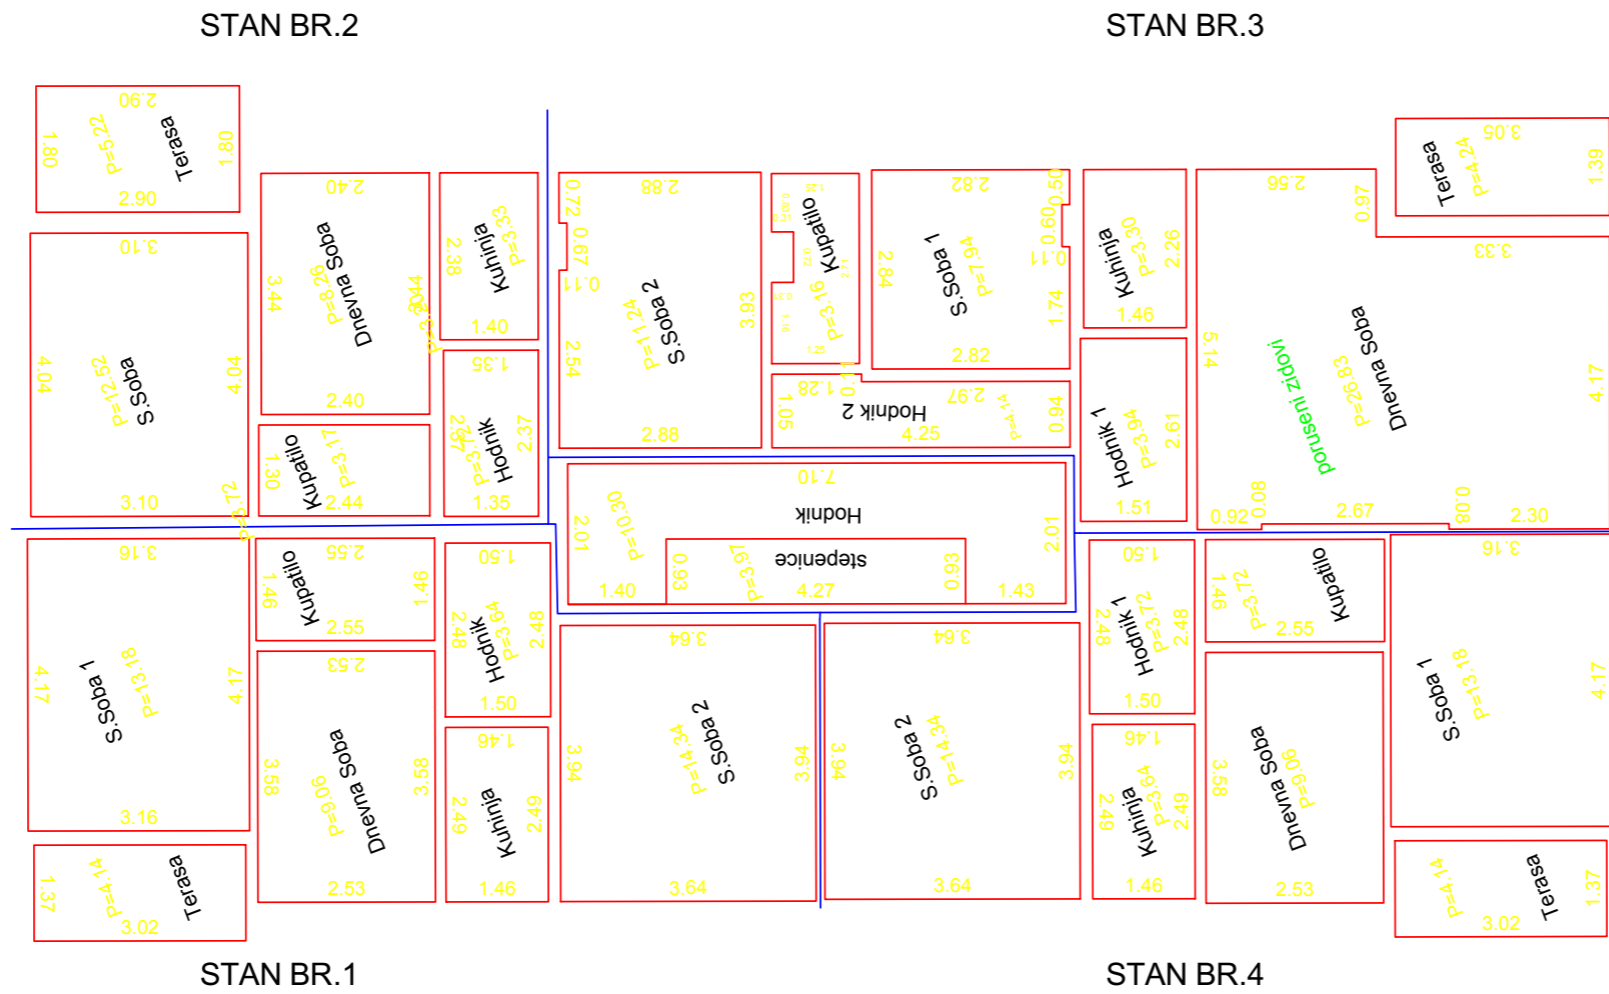 STAN BR.2
STAN BR.3
2.90
1.80
P=5.22
Terasa
1.80
2.90
3.10
4.04
P=12.52
S.Soba
4.04
3.10
2.40
3.44
P=8.26
Dnevna Soba
3.44
2.40
2.38
Kuhinja
P=3.33
1.40
1.35
2.37
P=3.72
Hodnik
2.37
1.35
1.30
Kupatilo
P=3.17
2.44
P=3.72
0.72
2.88
0.67
0.11
P=11.24
S.Soba 2
3.93
2.54
2.88
Kupatilo
P=3.16
1.28
0.11
1.05
Hodnik 2
2.97
P=4.14
0.94
4.25
2.82
0.50
0.60
0.11
2.84
S.Soba 1
P=7.94
1.74
2.82
Kuhinja
P=3.30
2.26
1.46
Hodnik 1
P=3.94
2.61
1.51
2.56
0.97
3.33
5.14
poruseni zidovi
P=26.83
Dnevna Soba
4.17
0.92
0.08
2.67
0.08
2.30
3.05
Terasa
P=4.24
1.39
7.10
2.01
P=10.30
Hodnik
2.01
0.93
P=3.97
stepenice
0.93
1.40
4.27
1.43
3.16
4.17
S.Soba 1
P=13.18
4.17
3.16
2.55
1.46
Kupatilo
1.46
2.55
2.53
3.58
P=9.06
Dnevna Soba
3.58
2.53
1.50
2.48
Hodnik
P=3.64
2.48
1.50
1.46
2.49
Kuhinja
2.49
1.46
1.37
P=4.14
Terasa
3.02
3.64
3.94
P=14.34
S.Soba 2
3.94
3.64
3.64
3.94
S.Soba 2
P=14.34
3.94
3.64
1.50
2.48
Hodnik 1
P=3.72
2.48
1.50
1.46
2.49
Kuhinja
P=3.64
2.49
1.46
1.46
P=3.72
Kupatilo
2.55
3.58
Dnevna Soba
P=9.06
2.53
3.16
S.Soba 1
P=13.18
4.17
P=4.14
Terasa
1.37
3.02
STAN BR.1
STAN BR.4